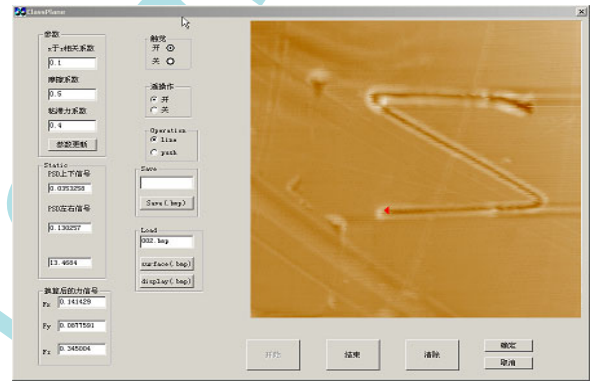 ClassPlane
参数
z于x相关系数
0.1
摩擦系数
0.5
粘滞力系数
0.4
参数更新
触觉
开
关
遥操作
开
关
Operation
line
push
Static
PSD上下信号
0.0353258
PSD左右信号
0.130257
13.4684
Save
Save(.bmp)
Load
002.bmp
surface(.bmp)
display(.bmp)
换算后的力信号
Fx 0.141429
Fy 0.0877591
Fz 0.345004
开始
结束
清除
确定
取消